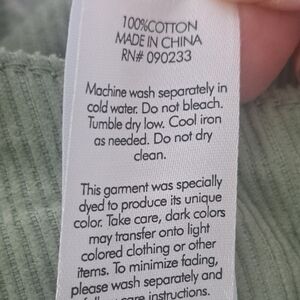 100%COTTON
MADE IN CHINA
RN# 090233
Machine wash separately in
cold water. Do not bleach.
Tumble dry low. Cool iron
as needed. Do not dry
clean.
This garment was specially
dyed to produce its unique
color. Take care, dark colors
may transfer onto light
colored clothing or other
items. To minimize fading,
please wash separately and
follow care instructions.